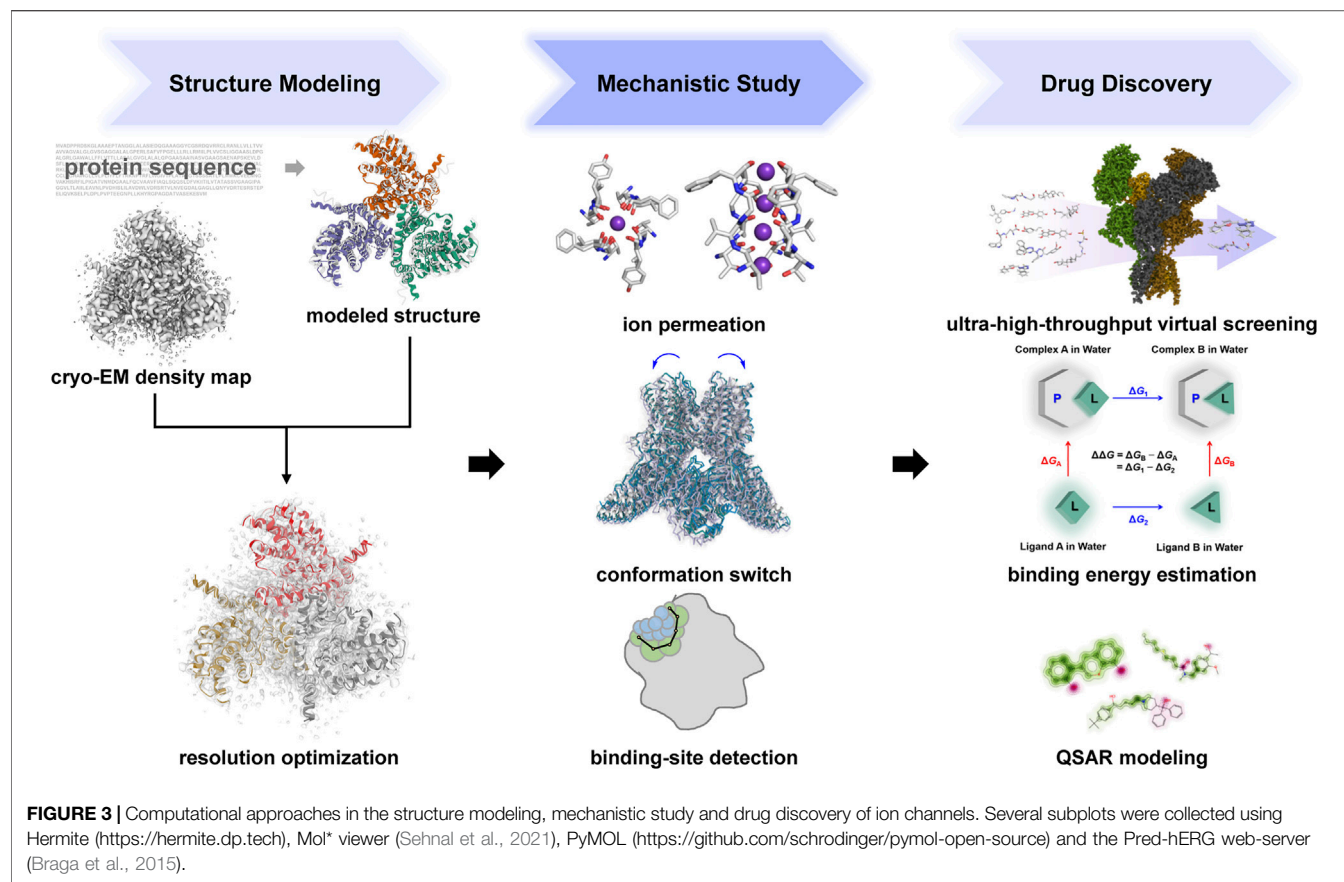 Structure Modeling
Mechanistic Study
Drug Discovery
protein sequence
modeled structure
cryo-EM density map
resolution optimization
ion permeation
conformation switch
binding-site detection
ultra-high-throughput virtual screening
Complex A in Water
Complex B in Water
P
L
ΔG₁
P
L
ΔG_A
ΔΔG = ΔG_B − ΔG_A
= ΔG₁ − ΔG₂
ΔG_B
L
ΔG₂
L
Ligand A in Water
Ligand B in Water
binding energy estimation
QSAR modeling
FIGURE 3 | Computational approaches in the structure modeling, mechanistic study and drug discovery of ion channels. Several subplots were collected using
Hermite (https://hermite.dp.tech), Mol* viewer (Sehnal et al., 2021), PyMOL (https://github.com/schrodinger/pymol-open-source) and the Pred-hERG web-server
(Braga et al., 2015).